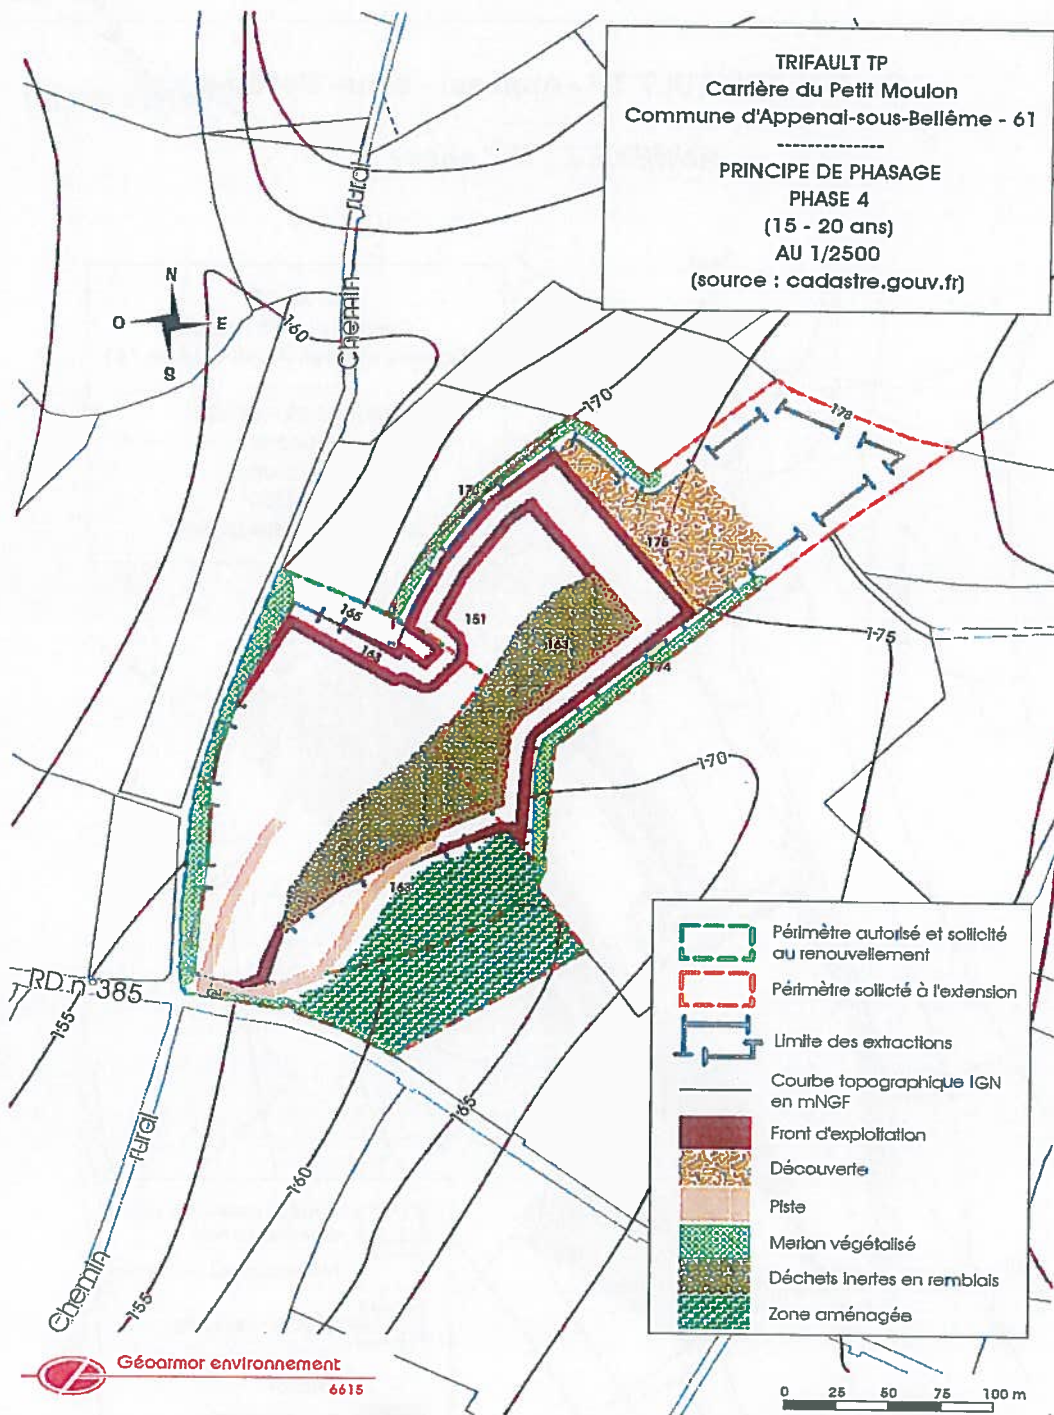 TRIFAULT TP
Carrière du Petit Moulon
Commune d'Appenai-sous-Bellême - 61
--------------
PRINCIPE DE PHASAGE
PHASE 4
(15 - 20 ans)
AU 1/2500
(source : cadastre.gouv.fr)
N
O
E
S
Chemin rural
160
170
178
176
151
165
163
163
174
175
170
163
RD n 385
155
165
160
155
Chemin rural
Périmètre autorisé et sollicité
au renouvellement
Périmètre sollicté à l'extension
Limite des extractions
Courbe topographique IGN
en mNGF
Front d'exploitation
Découverte
Piste
Merlon végétalisé
Déchets inertes en remblais
Zone aménagée
Géoarmor environnement
6615
0 25 50 75 100 m